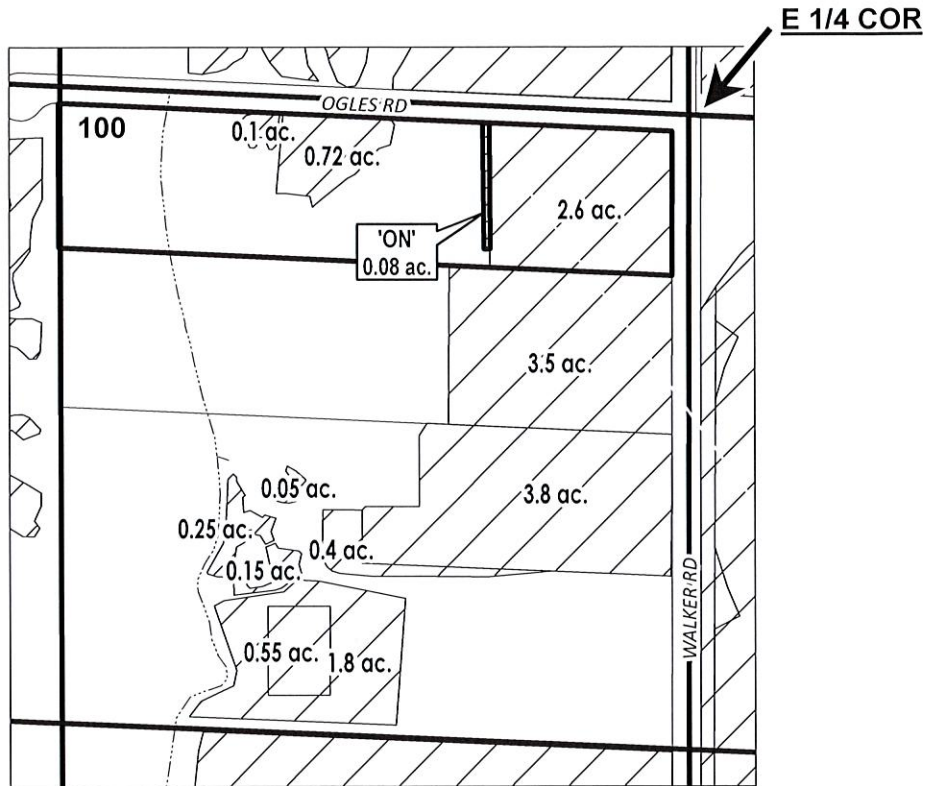 E 1/4 COR
OGLES RD
100
0.1 ac.
0.72 ac.
2.6 ac.
'ON'
0.08 ac.
3.5 ac.
3.8 ac.
0.05 ac.
0.25 ac.
0.4 ac.
0.15 ac.
WALKER RD
0.55 ac.
1.8 ac.